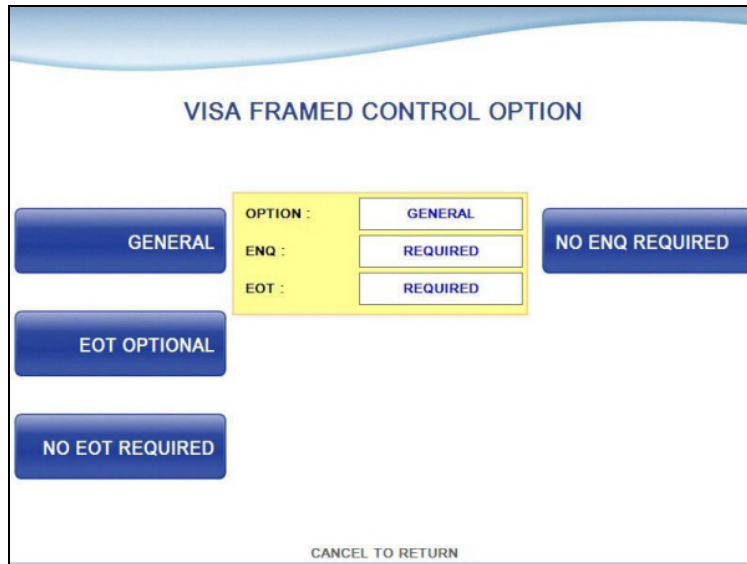 VISA FRAMED CONTROL OPTION
GENERAL
OPTION : GENERAL
ENQ : REQUIRED
EOT : REQUIRED
NO ENQ REQUIRED
EOT OPTIONAL
NO EOT REQUIRED
CANCEL TO RETURN